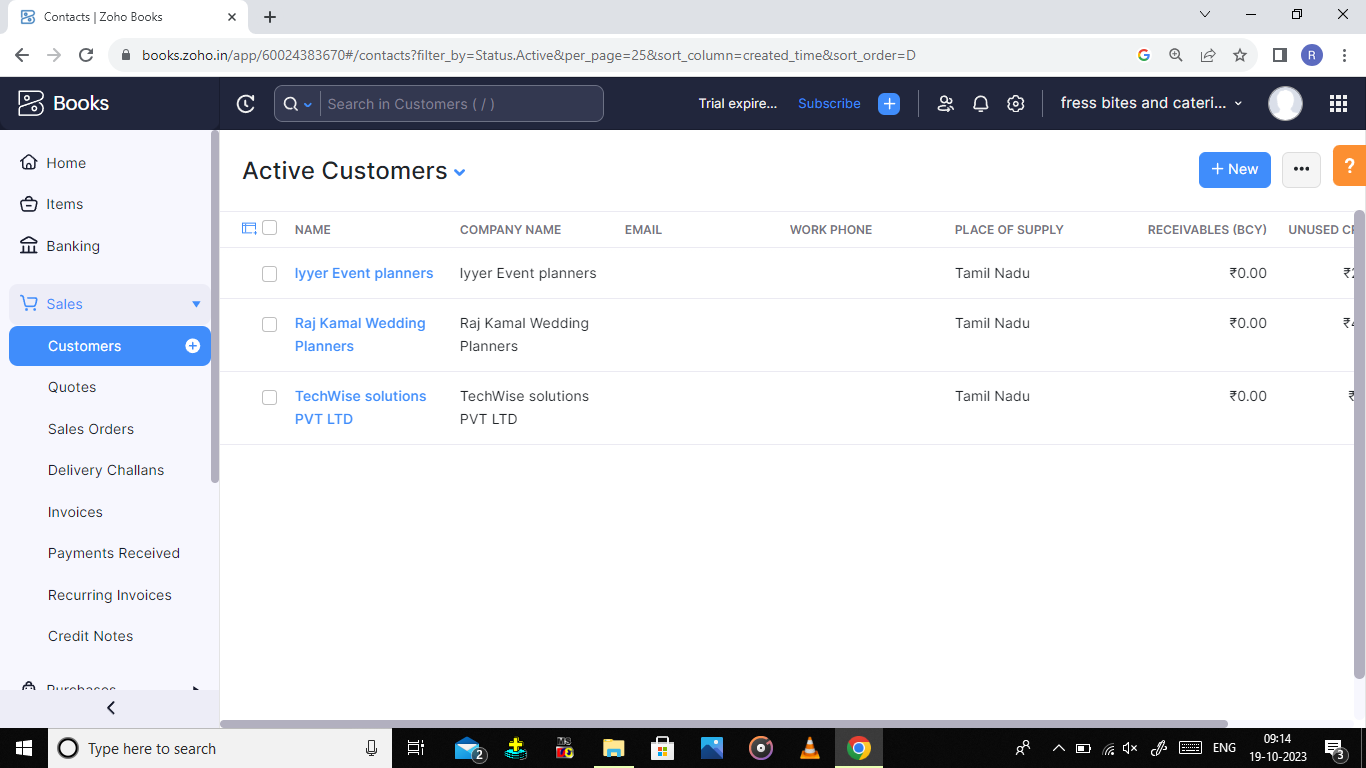 Contacts | Zoho Books
books.zoho.in/app/60024383670#/contacts?filter_by=Status.Active&per_page=25&sort_column=created_time&sort_order=D
R
Books
Search in Customers ( / )
Trial expire...
Subscribe
fress bites and cateri...
Home
Items
Banking
Sales
Customers
Quotes
Sales Orders
Delivery Challans
Invoices
Payments Received
Recurring Invoices
Credit Notes
Purchases
Active Customers
+ New
?
NAME COMPANY NAME EMAIL WORK PHONE PLACE OF SUPPLY RECEIVABLES (BCY) UNUSED
Iyyer Event planners Iyyer Event planners Tamil Nadu ₹0.00
Raj Kamal Wedding Raj Kamal Wedding Tamil Nadu ₹0.00
Planners Planners
TechWise solutions TechWise solutions Tamil Nadu ₹0.00
PVT LTD PVT LTD
Type here to search
2
ENG
09:14
19-10-2023
3